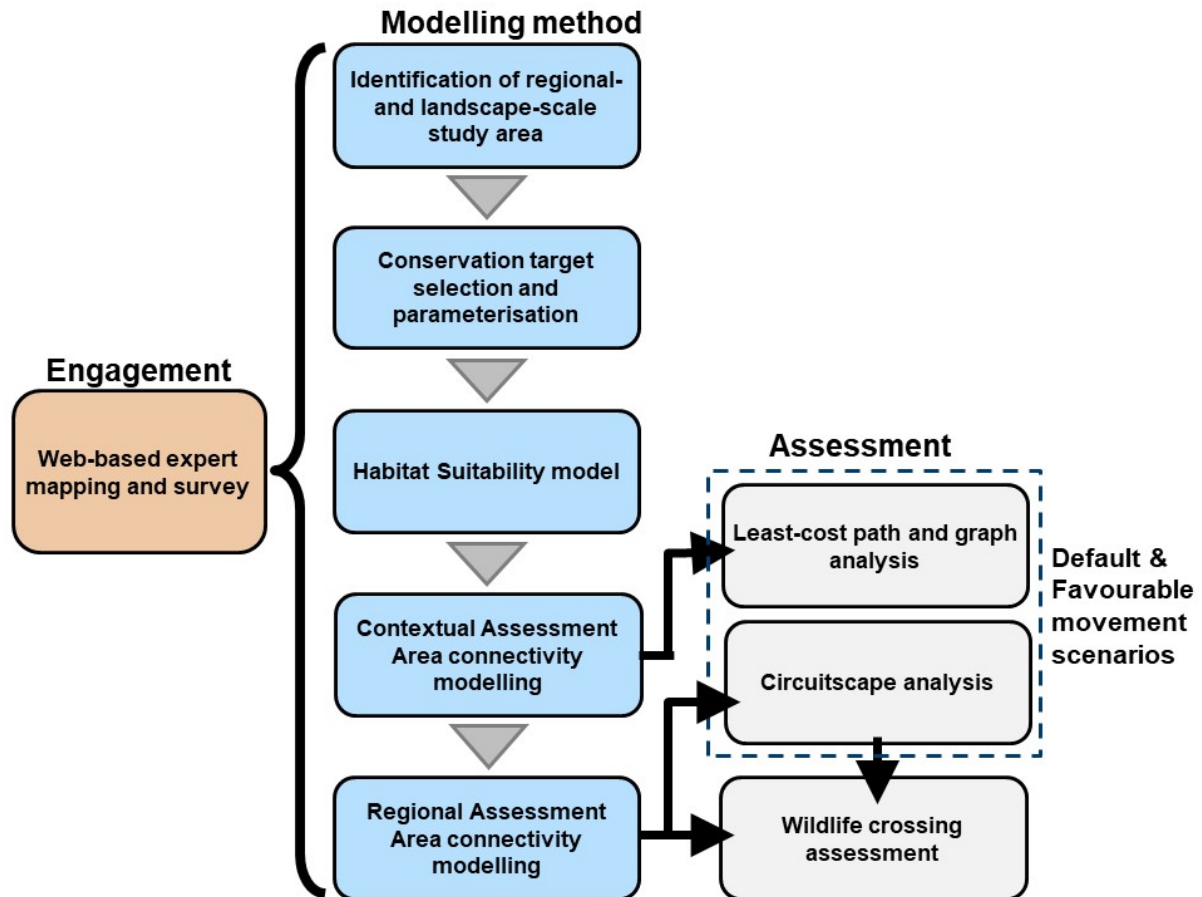 Modelling method
Identification of regional-
and landscape-scale
study area
Conservation target
selection and
parameterisation
Engagement
Web-based expert
mapping and survey
Habitat Suitability model
Assessment
Least-cost path and graph
analysis
Default &
Favourable
movement
scenarios
Contextual Assessment
Area connectivity
modelling
Circuitscape analysis
Regional Assessment
Area connectivity
modelling
Wildlife crossing
assessment